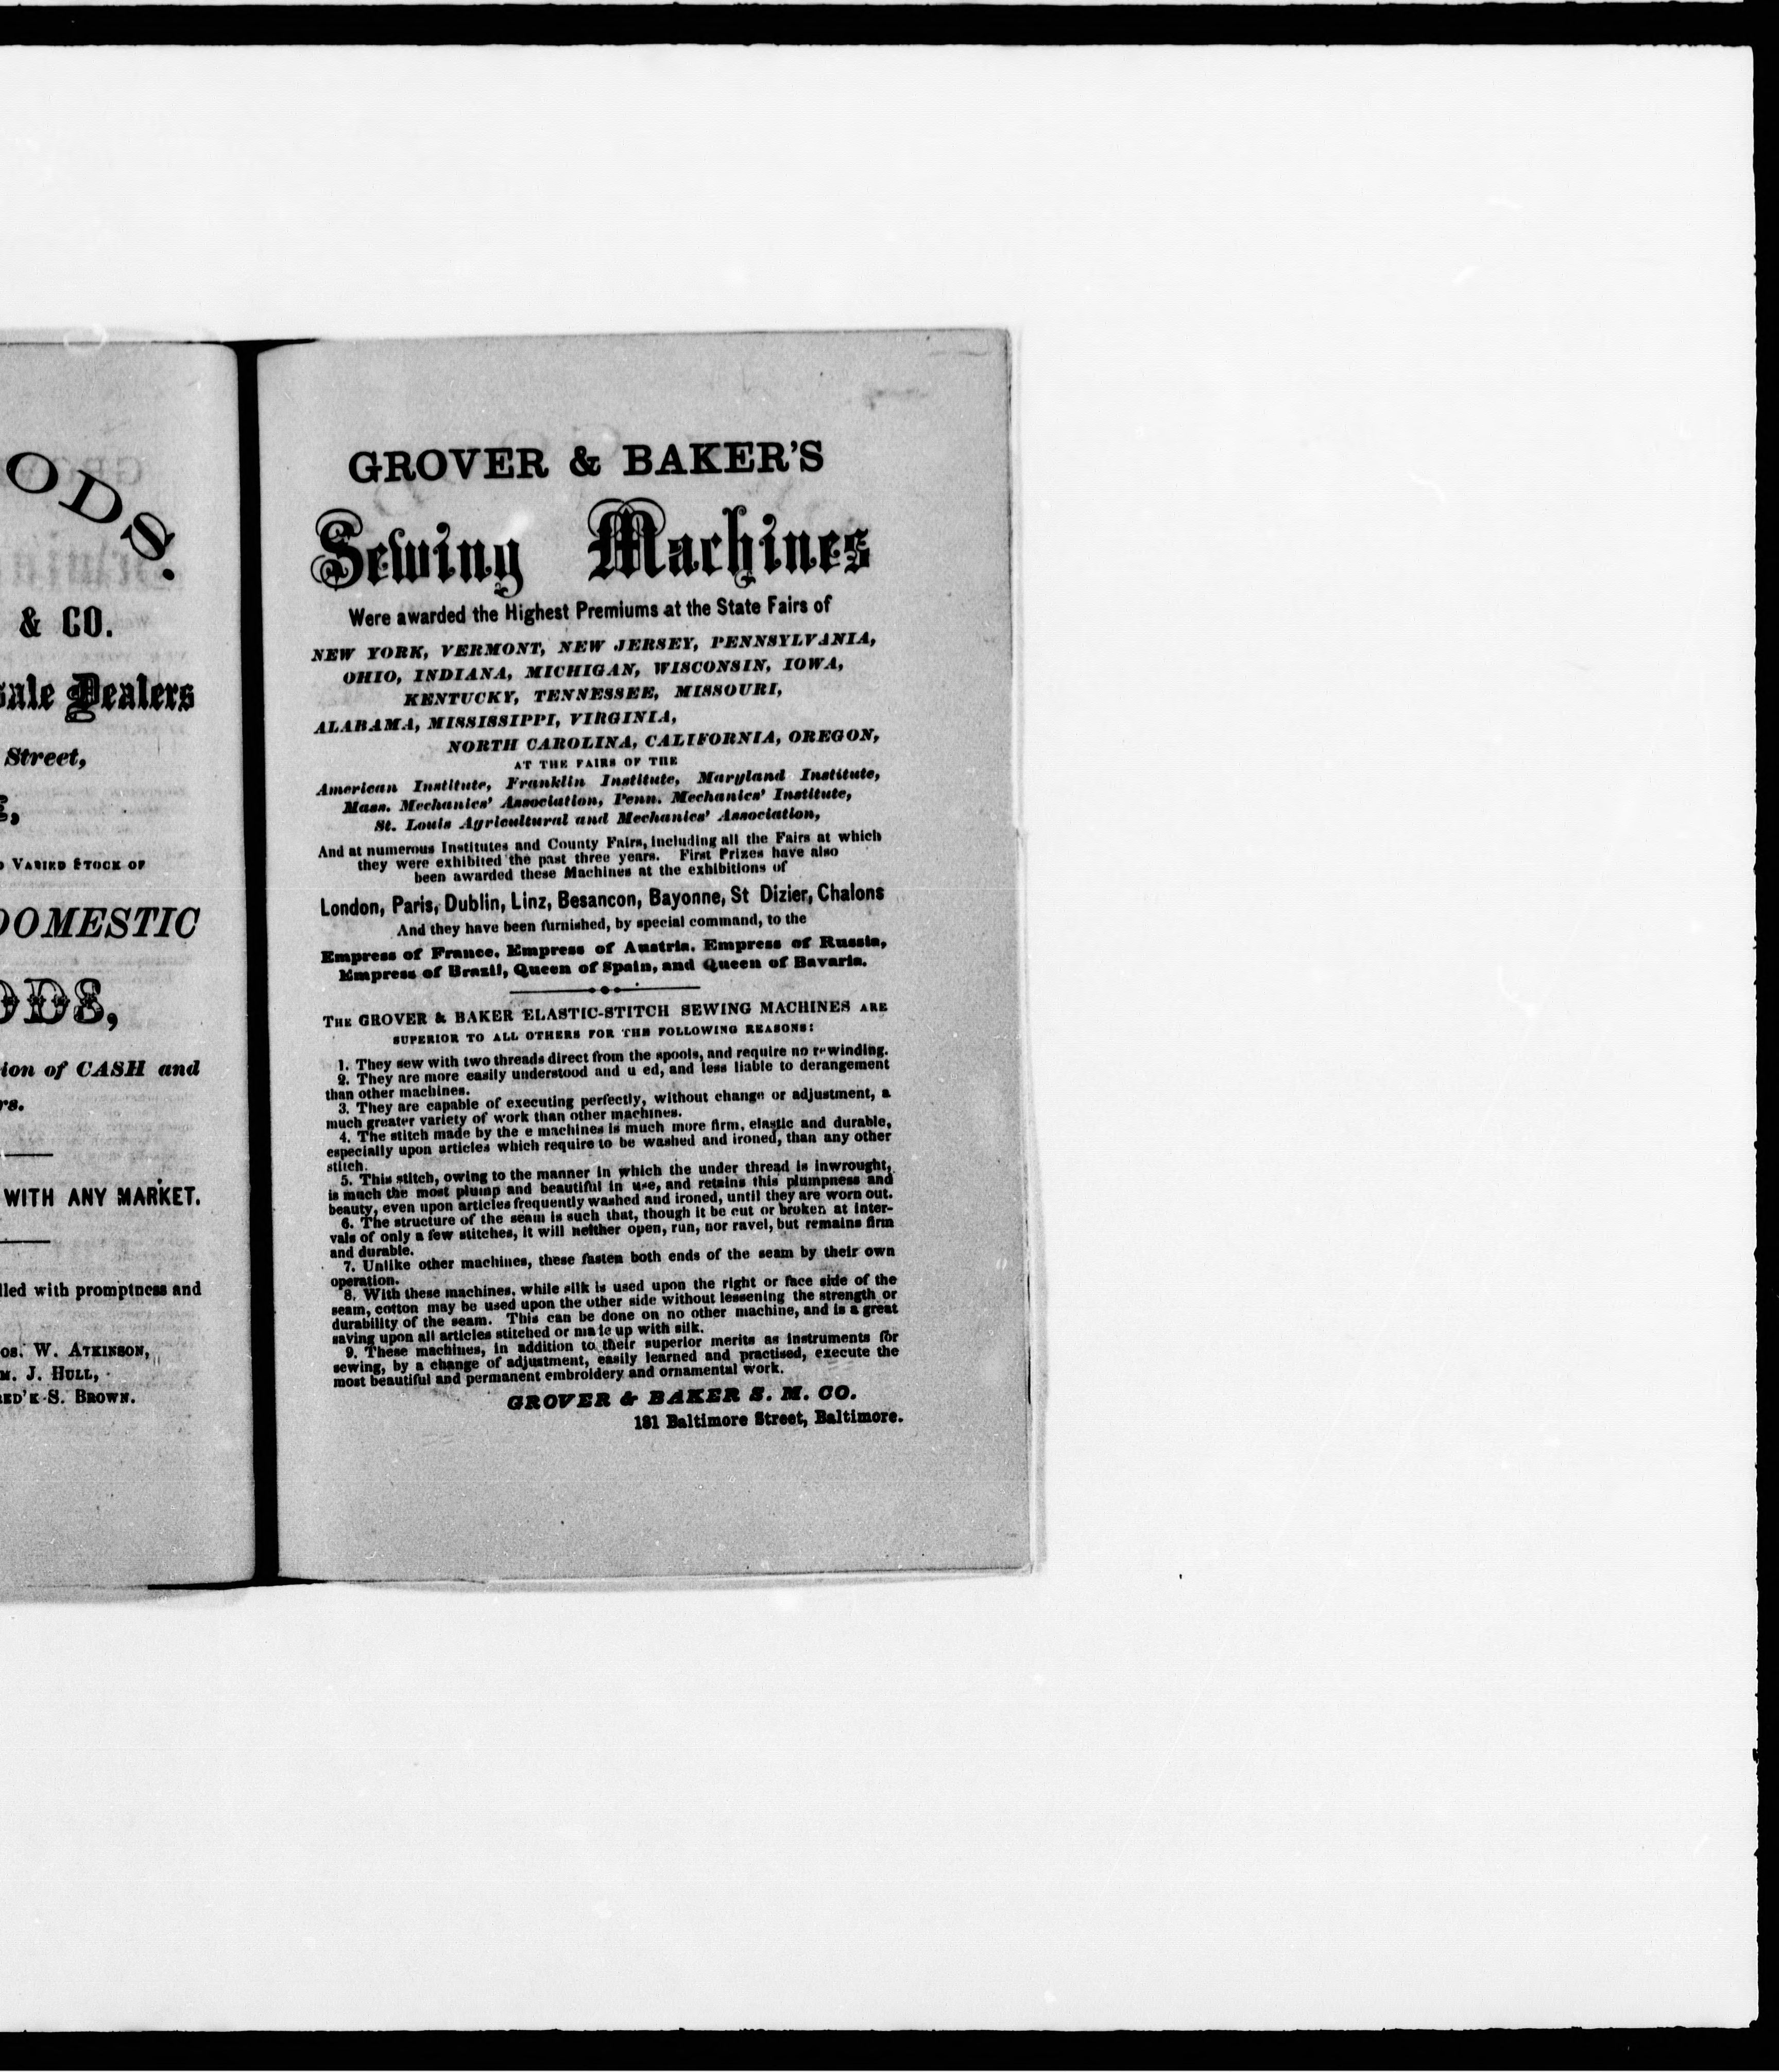 ODS.
& CO.
Dealers
Street,
VARIED STOCK OF
DOMESTIC
ODS,
ion of CASH and
rs.
WITH ANY MARKET.
lled with promptness and
os. W. ATKINSON,
M. J. HULL,
ED'K S. BROWN.
GROVER & BAKER'S
Sewing Machines
Were awarded the Highest Premiums at the State Fairs of
NEW YORK, VERMONT, NEW JERSEY, PENNSYLVANIA,
OHIO, INDIANA, MICHIGAN, WISCONSIN, IOWA,
KENTUCKY, TENNESSEE, MISSOURI,
ALABAMA, MISSISSIPPI, VIRGINIA,
NORTH CAROLINA, CALIFORNIA, OREGON,
AT THE FAIRS OF THE
American Institute, Franklin Institute, Maryland Institute,
Mass. Mechanics' Association, Penn. Mechanics' Institute,
St. Louis Agricultural and Mechanics' Association,
And at numerous Institutes and County Fairs, including all the Fairs at which
they were exhibited the past three years. First Prizes have also
been awarded these Machines at the exhibitions of
London, Paris, Dublin, Linz, Besancon, Bayonne, St Dizier, Chalons
And they have been furnished, by special command, to the
Empress of France, Empress of Austria, Empress of Russia,
Empress of Brazil, Queen of Spain, and Queen of Bavaria.
THE GROVER & BAKER ELASTIC-STITCH SEWING MACHINES ARE
SUPERIOR TO ALL OTHERS FOR THE FOLLOWING REASONS:
1. They sew with two threads direct from the spools, and require no rewinding.
2. They are more easily understood and u ed, and less liable to derangement
than other machines.
3. They are capable of executing perfectly, without change or adjustment, a
much greater variety of work than other machines.
4. The stitch made by the e machines is much more firm, elastic and durable,
especially upon articles which require to be washed and ironed, than any other
stitch.
5. This stitch, owing to the manner in which the under thread is inwrought,
is much the most plump and beautiful in use, and retains this plumpness and
beauty, even upon articles frequently washed and ironed, until they are worn out.
6. The structure of the seam is such that, though it be cut or broken at inter-
vals of only a few stitches, it will neither open, run, nor ravel, but remains firm
and durable.
7. Unlike other machines, these fasten both ends of the seam by their own
operation.
8. With these machines, while silk is used upon the right or face side of the
seam, cotton may be used upon the other side without lessening the strength or
durability of the seam. This can be done on no other machine, and is a great
saving upon all articles stitched or made up with silk.
9. These machines, in addition to their superior merits as instruments for
sewing, by a change of adjustment, easily learned and practised, execute the
most beautiful and permanent embroidery and ornamental work.
GROVER & BAKER S. M. CO.
181 Baltimore Street, Baltimore.